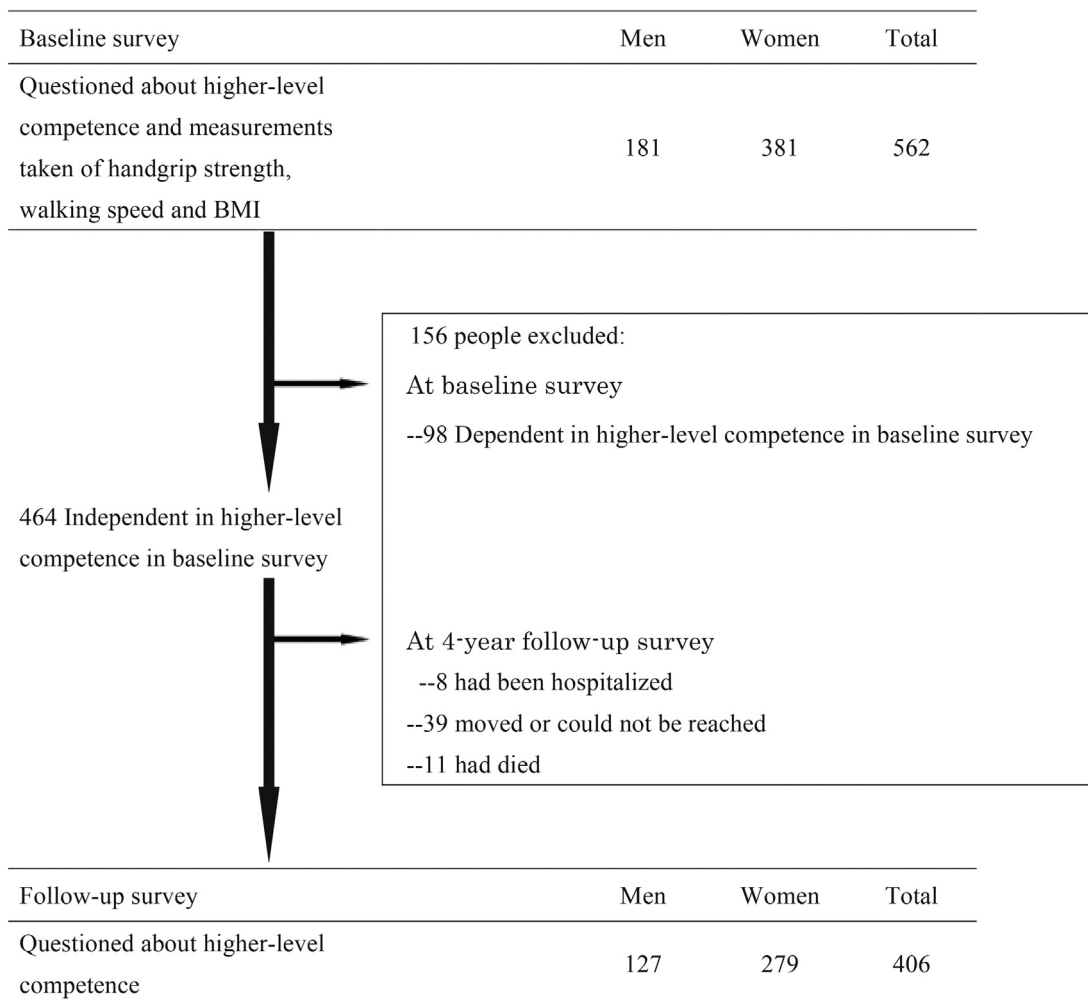 Baseline survey Men Women Total
Questioned about higher-level
competence and measurements
taken of handgrip strength,
walking speed and BMI
181 381 562
156 people excluded:
At baseline survey
--98 Dependent in higher-level competence in baseline survey
464 Independent in higher-level
competence in baseline survey
At 4-year follow-up survey
--8 had been hospitalized
--39 moved or could not be reached
--11 had died
Follow-up survey Men Women Total
Questioned about higher-level
competence
127 279 406